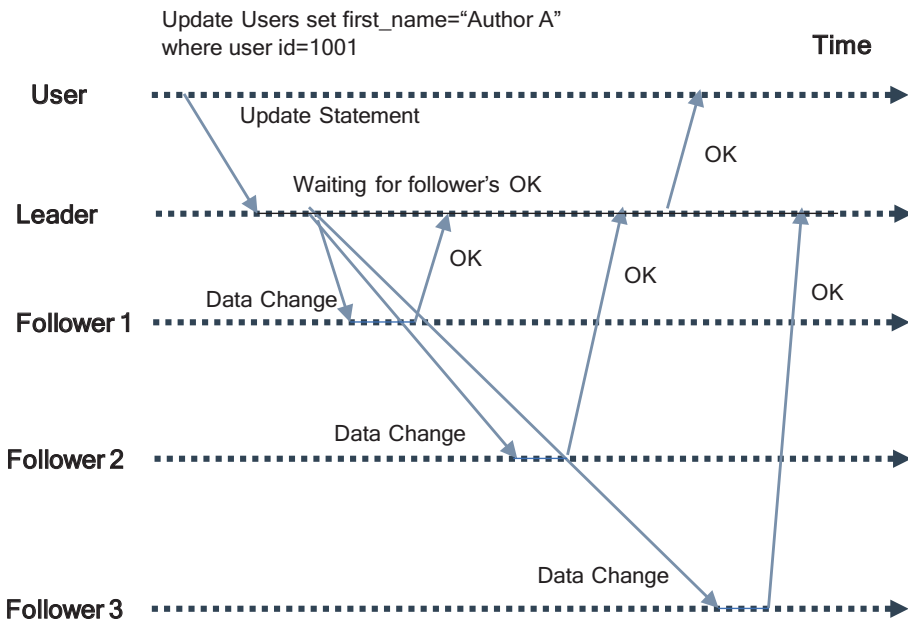 Update Users set first_name=“Author A”
where user id=1001
Time
User
Update Statement
OK
Waiting for follower’s OK
Leader
OK
OK
OK
Data Change
Follower 1
Data Change
Follower 2
Data Change
Follower 3